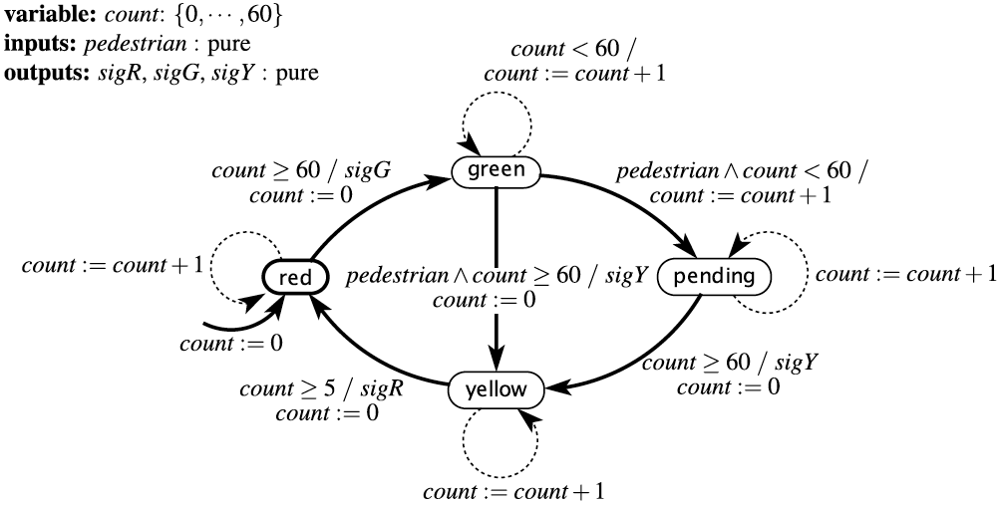 variable: count: {0, ⋯ , 60}
inputs: pedestrian : pure
outputs: sigR, sigG, sigY : pure
count < 60 /
count := count + 1
green
count ≥ 60 / sigG
count := 0
pedestrian ∧ count < 60 /
count := count + 1
count := count + 1
red
pedestrian ∧ count ≥ 60 / sigY
count := 0
pending
count := count + 1
count := 0
count ≥ 5 / sigR
count := 0
yellow
count ≥ 60 / sigY
count := 0
count := count + 1